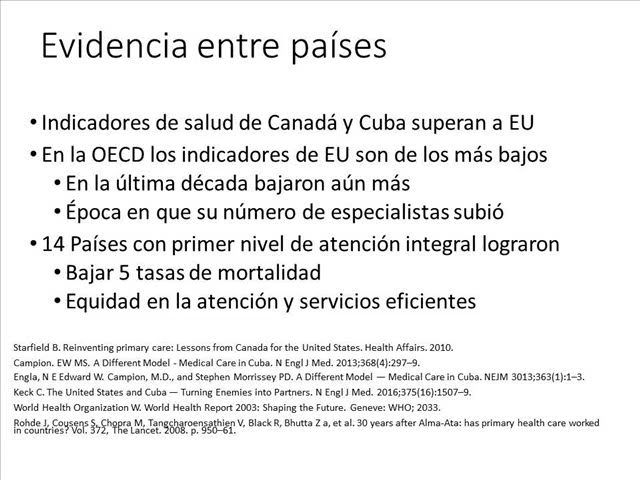 Evidencia entre países
• Indicadores de salud de Canadá y Cuba superan a EU
• En la OECD los indicadores de EU son de los más bajos
• En la última década bajaron aún más
• Época en que su número de especialistas subió
• 14 Países con primer nivel de atención integral lograron
• Bajar 5 tasas de mortalidad
• Equidad en la atención y servicios eficientes
Starfield B. Reinventing primary care: Lessons from Canada for the United States. Health Affairs. 2010.
Campion. EW MS. A Different Model - Medical Care in Cuba. N Engl J Med. 2013;368(4):297–9.
Engla, N E Edward W. Campion, M.D., and Stephen Morrissey PD. A Different Model — Medical Care in Cuba. NEJM 3013;363(1):1–3.
Keck C. The United States and Cuba — Turning Enemies into Partners. N Engl J Med. 2016;375(16):1507–9.
World Health Organization W. World Health Report 2003: Shaping the Future. Geneve: WHO; 2033.
Rohde J, Cousens S, Chopra M, Tangcharoensathien V, Black R, Bhutta Z a, et al. 30 years after Alma-Ata: has primary health care worked
in countries? Vol. 372, The Lancet. 2008. p. 950–61.